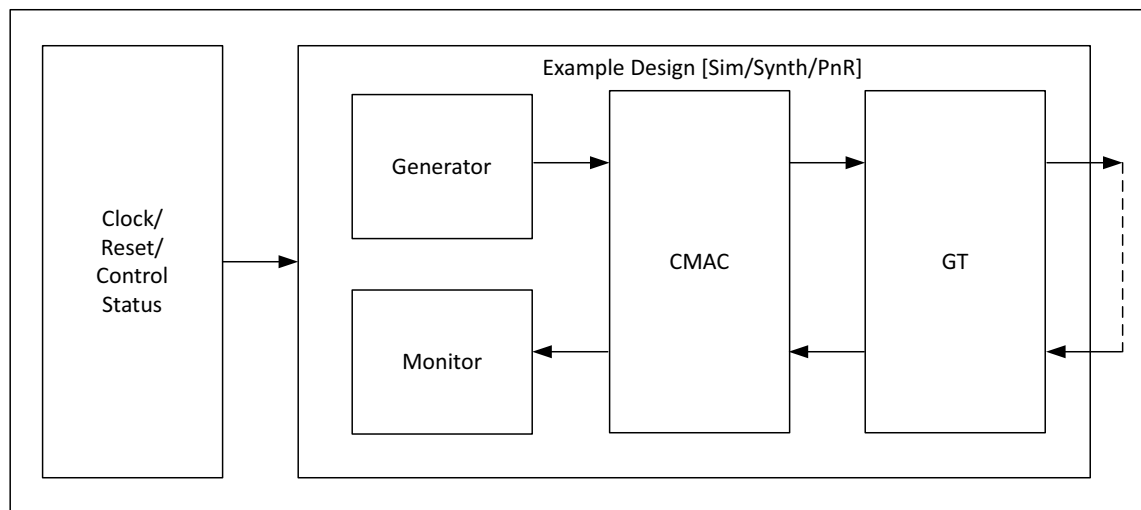 Example Design [Sim/Synth/PnR]
Generator
Clock/
Reset/
Control
Status
CMAC
GT
Monitor